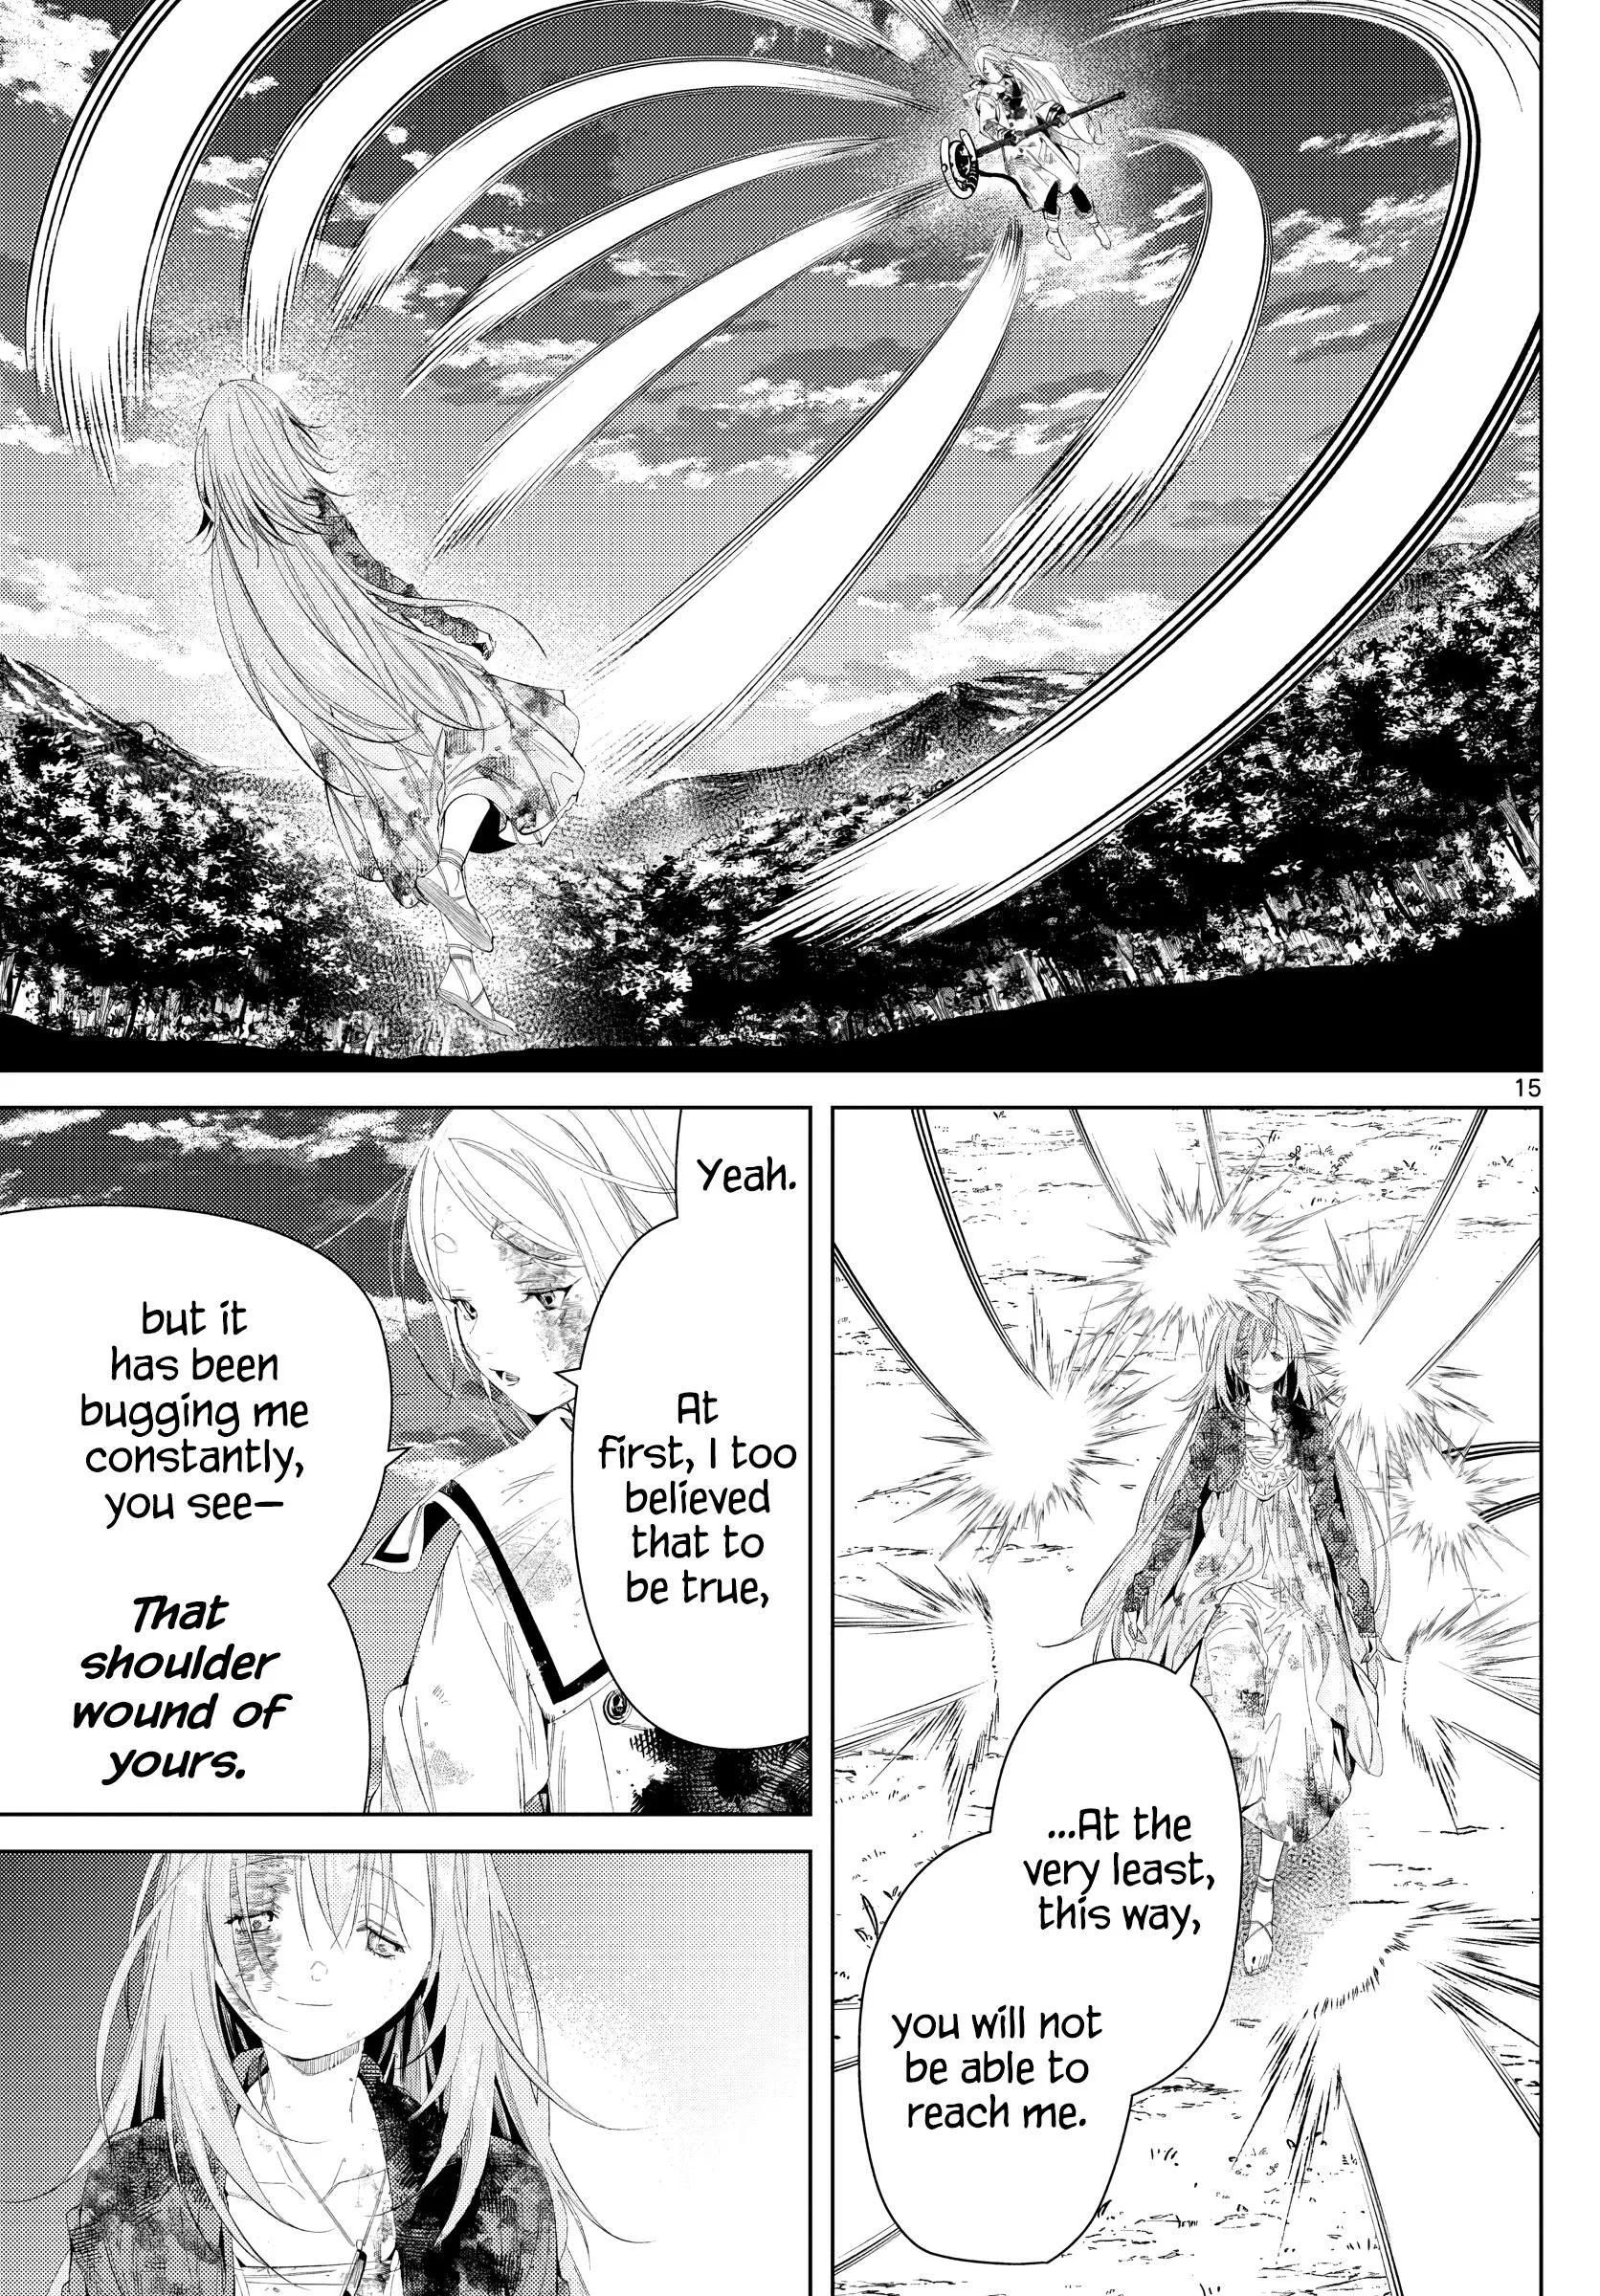 15
...At the
very least,
this way,
you will not
be able to
reach me.
Yeah.
At
first, I too
believed
that to
be true,
but it
has been
bugging me
constantly,
you see—
That
shoulder
wound of
yours.